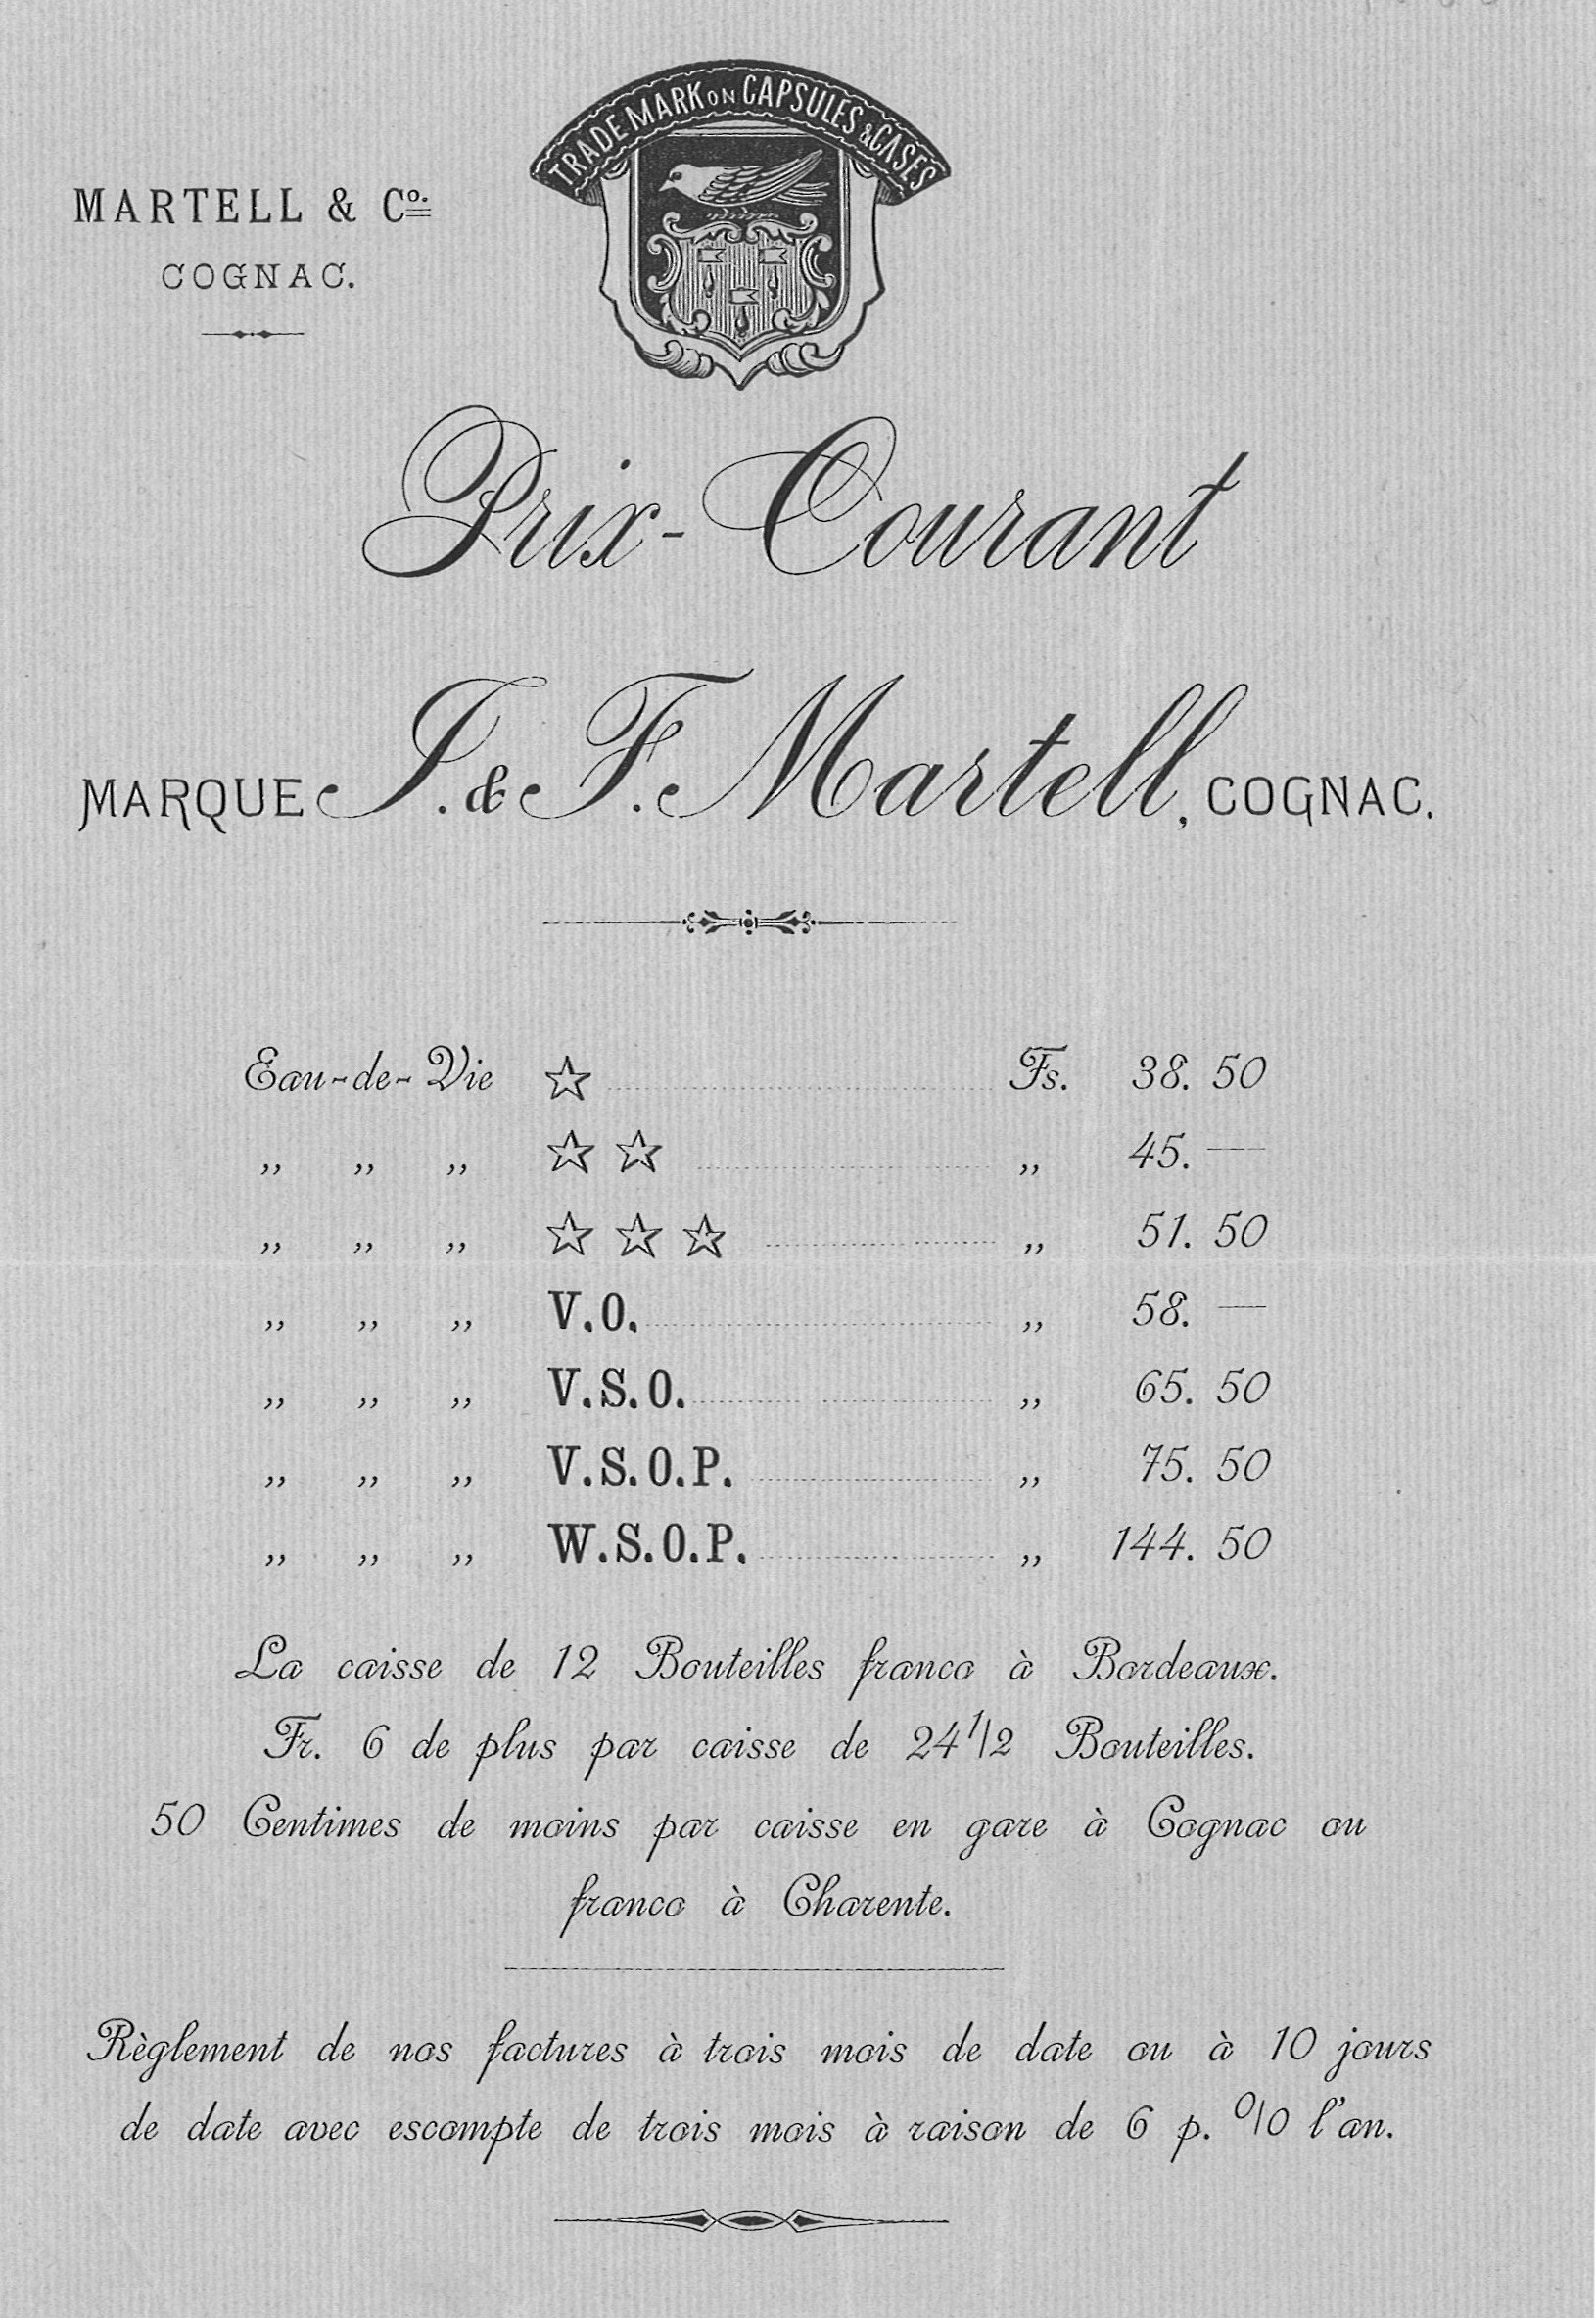 TRADE MARK ON CAPSULES & CASES
MARTELL & Co.
COGNAC.
Prix-Courant
MARQUE J. & F. Martell, COGNAC.
Eau-de-Vie ☆ Fs. 38. 50
,, ,, ,, ☆ ☆ ,, 45. —
,, ,, ,, ☆ ☆ ☆ ,, 51. 50
,, ,, ,, V.O. ,, 58. —
,, ,, ,, V.S.O. ,, 65. 50
,, ,, ,, V.S.O.P. ,, 75. 50
,, ,, ,, W.S.O.P. ,, 144. 50
La caisse de 12 Bouteilles franco à Bordeaux.
Fr. 6 de plus par caisse de 24 1/2 Bouteilles.
50 Centimes de moins par caisse en gare à Cognac ou
franco à Charente.
Règlement de nos factures à trois mois de date ou à 10 jours
de date avec escompte de trois mois à raison de 6 p. 0/0 l'an.